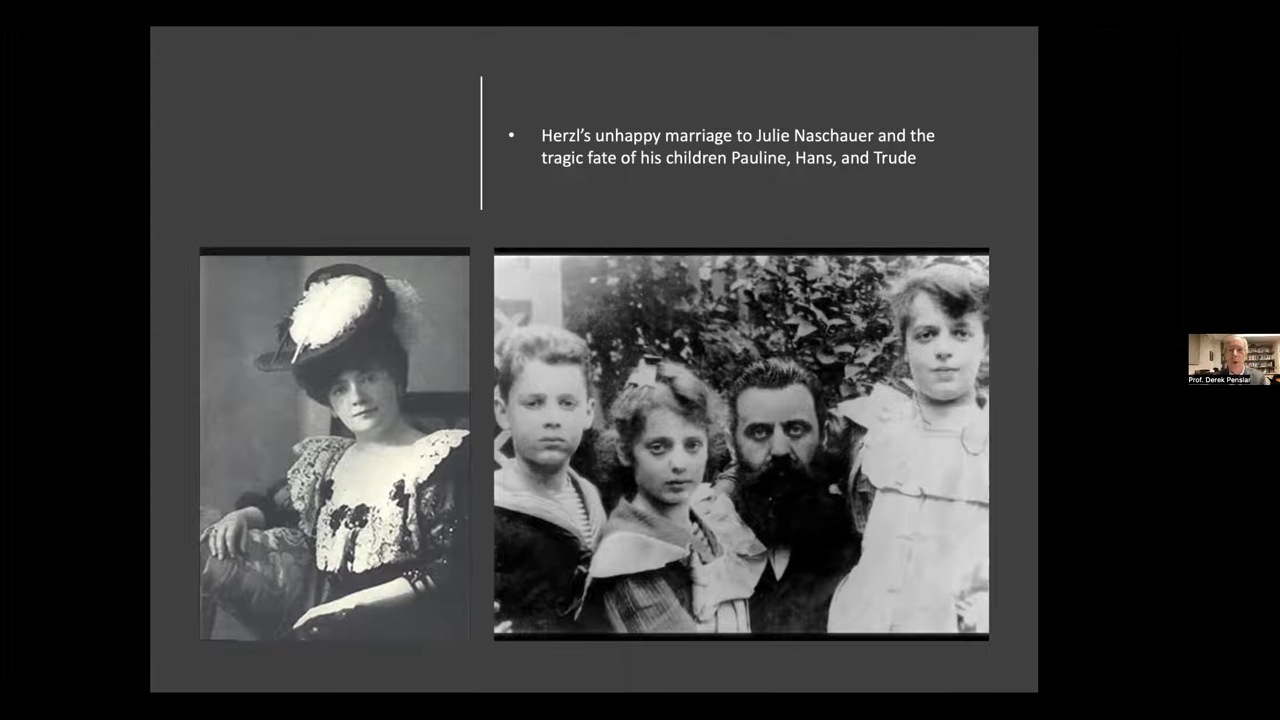 • Herzl’s unhappy marriage to Julie Naschauer and the
tragic fate of his children Pauline, Hans, and Trude
Prof. Derek Penslar